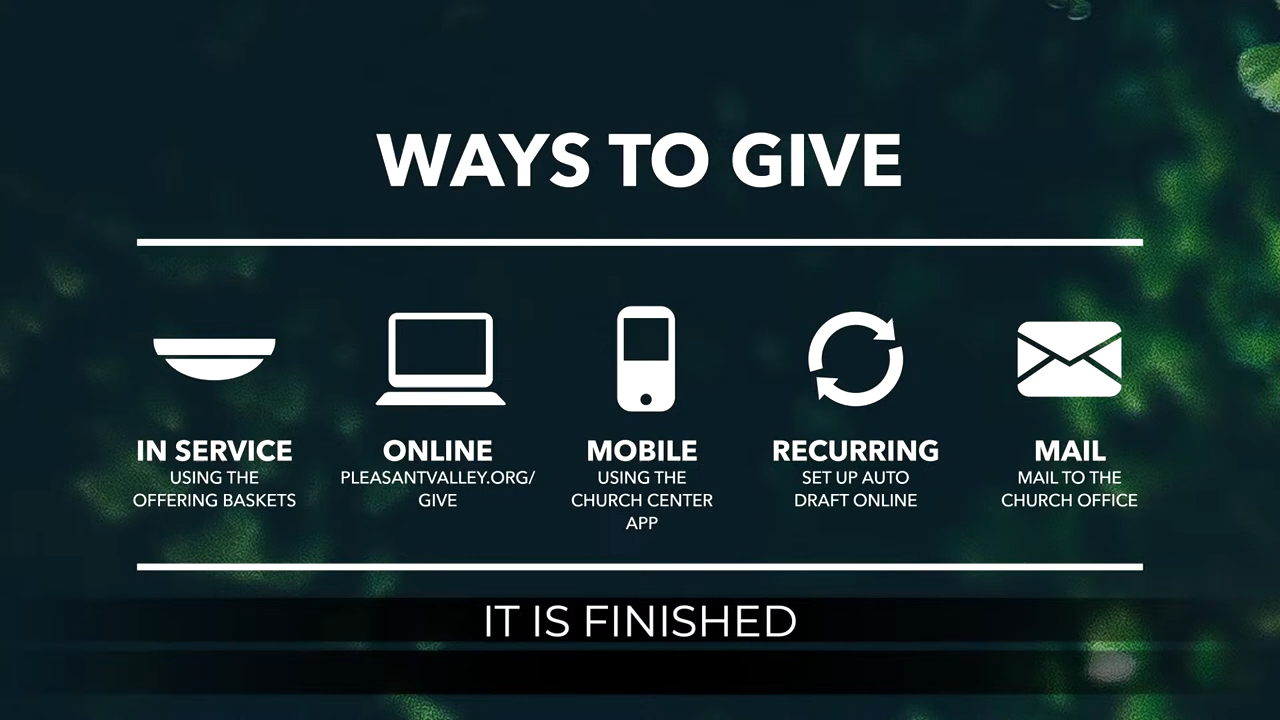 WAYS TO GIVE
IN SERVICE
USING THE
OFFERING BASKETS
ONLINE
PLEASANTVALLEY.ORG/
GIVE
MOBILE
USING THE
CHURCH CENTER
APP
RECURRING
SET UP AUTO
DRAFT ONLINE
MAIL
MAIL TO THE
CHURCH OFFICE
IT IS FINISHED